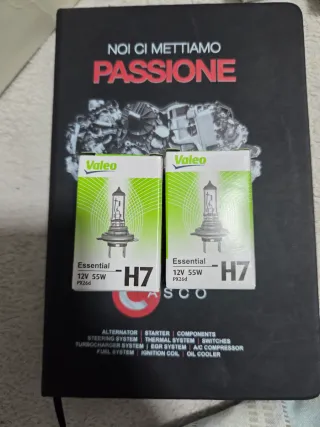 NOI CI METTIAMO
PASSIONE
Valeo
Essential
12V 55W
PX26d
H7
Valeo
Essential
12V 55W
PX26d
H7
ASCO
ALTERNATOR | STARTER | COMPONENTS
STEERING SYSTEM | THERMAL SYSTEM | SWITCHES
TURBOCHARGER SYSTEM | EGR SYSTEM | A/C COMPRESSOR
FUEL SYSTEM | IGNITION COIL | OIL COOLER